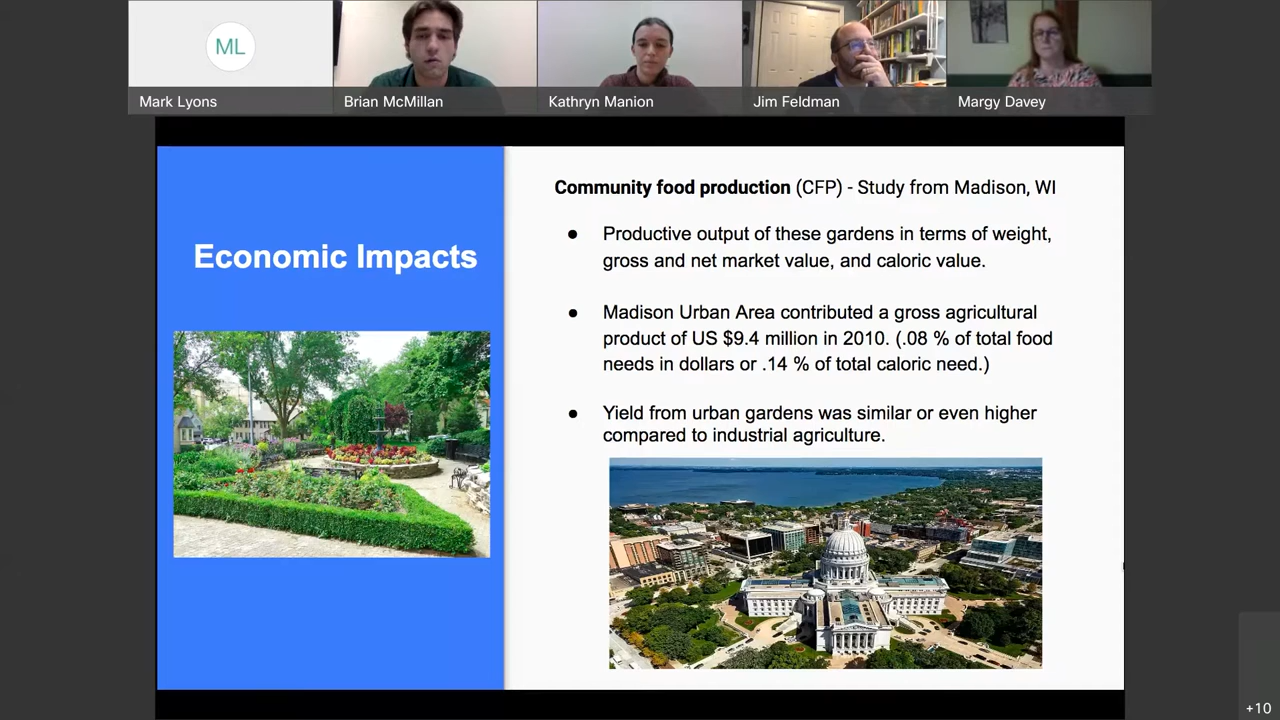 ML
Mark Lyons
Brian McMillan
Kathryn Manion
Jim Feldman
Margy Davey
Economic Impacts
Community food production (CFP) - Study from Madison, WI
● Productive output of these gardens in terms of weight,
gross and net market value, and caloric value.
● Madison Urban Area contributed a gross agricultural
product of US $9.4 million in 2010. (.08 % of total food
needs in dollars or .14 % of total caloric need.)
● Yield from urban gardens was similar or even higher
compared to industrial agriculture.
+10